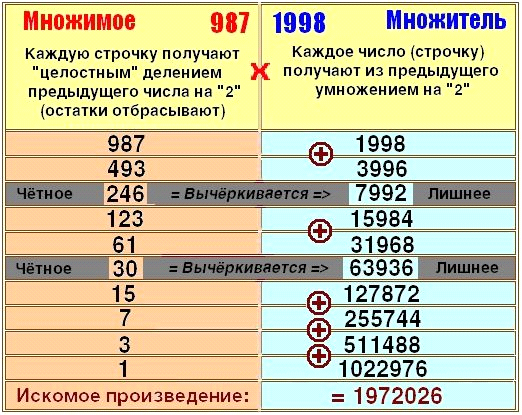 Множимое 987 1998 Множитель
Каждую строчку получают
"целостным" делением
предыдущего числа на "2"
(остатки отбрасывают)
×
Каждое число (строчку)
получают из предыдущего
умножением на "2"
987 1998
493 3996
Чётное 246 = Вычёркивается => 7992 Лишнее
123 15984
61 31968
Чётное 30 = Вычёркивается => 63936 Лишнее
15 127872
7 255744
3 511488
1 1022976
Искомое произведение: = 1972026